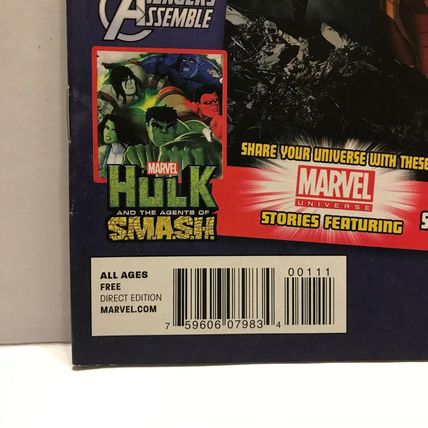 AVENGERS
ASSEMBLE
MARVEL
HULK
AND THE AGENTS OF
S.M.A.S.H.
SHARE YOUR UNIVERSE WITH THESE
MARVEL
UNIVERSE
STORIES FEATURING
S
ALL AGES
FREE
DIRECT EDITION
MARVEL.COM
00111
7 59606 07983 4